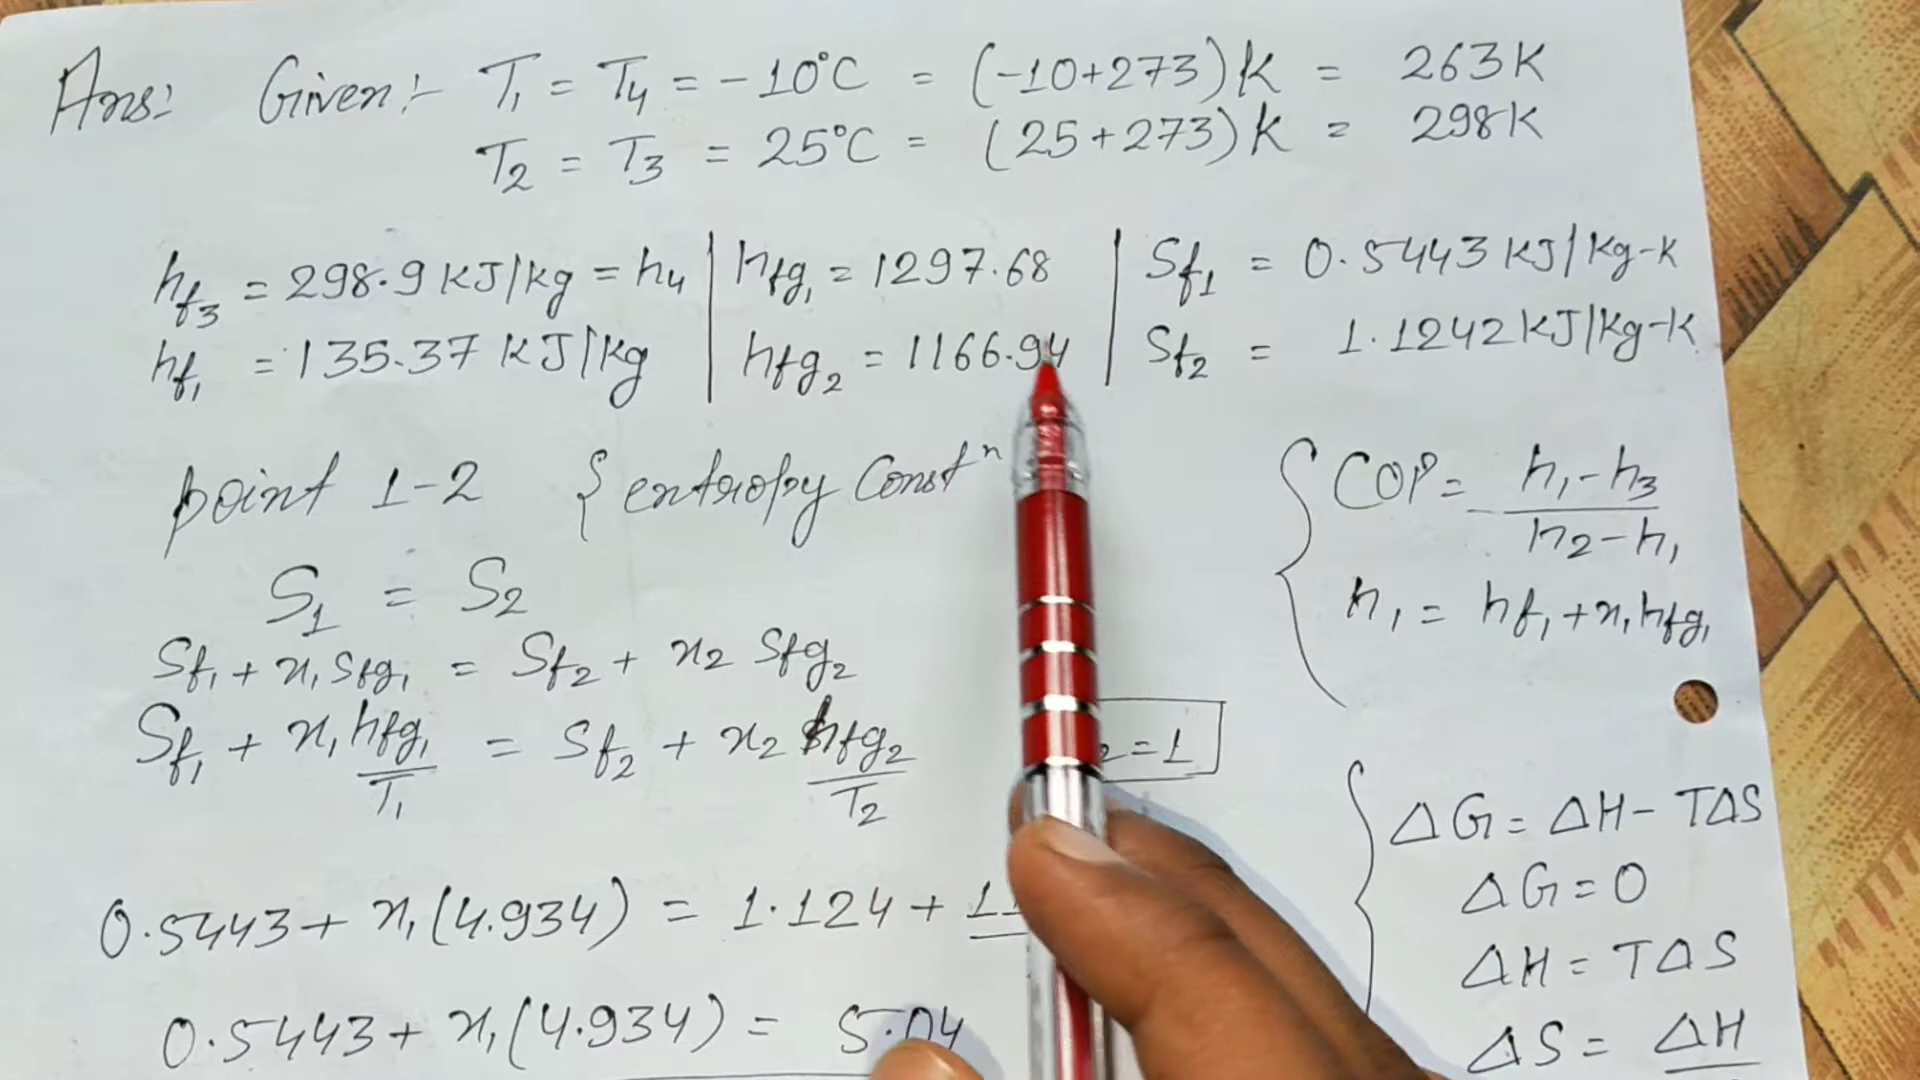 Ans: Given:- T₁ = T₄ = -10°C = (-10+273)K = 263K
T₂ = T₃ = 25°C = (25+273)K = 298K
hf₃ = 298.9 KJ/kg = h₄ | hfg₁ = 1297.68 | Sf₁ = 0.5443 KJ/kg-K
hf₁ = 135.37 KJ/kg | hfg₂ = 1166.94 | Sf₂ = 1.1242 KJ/kg-K
point 1-2 { entropy Constⁿ
S₁ = S₂
Sf₁ + x₁ Sfg₁ = Sf₂ + x₂ Sfg₂
Sf₁ + x₁ hfg₁/T₁ = Sf₂ + x₂ hfg₂/T₂
₂ = 1
0.5443 + x₁(4.934) = 1.124 + 11
0.5443 + x₁(4.934) = 5.04
{ COP = h₁-h₃/h₂-h₁
h₁ = hf₁ + x₁hfg₁
{ ΔG = ΔH - TΔS
ΔG = 0
ΔH = TΔS
ΔS = ΔH